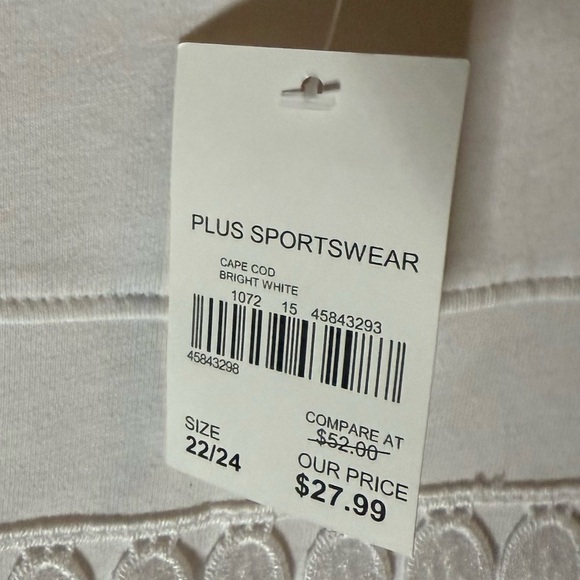 PLUS SPORTSWEAR
CAPE COD
BRIGHT WHITE
1072 15 45843293
45843298
SIZE
22/24
COMPARE AT
$52.00
OUR PRICE
$27.99